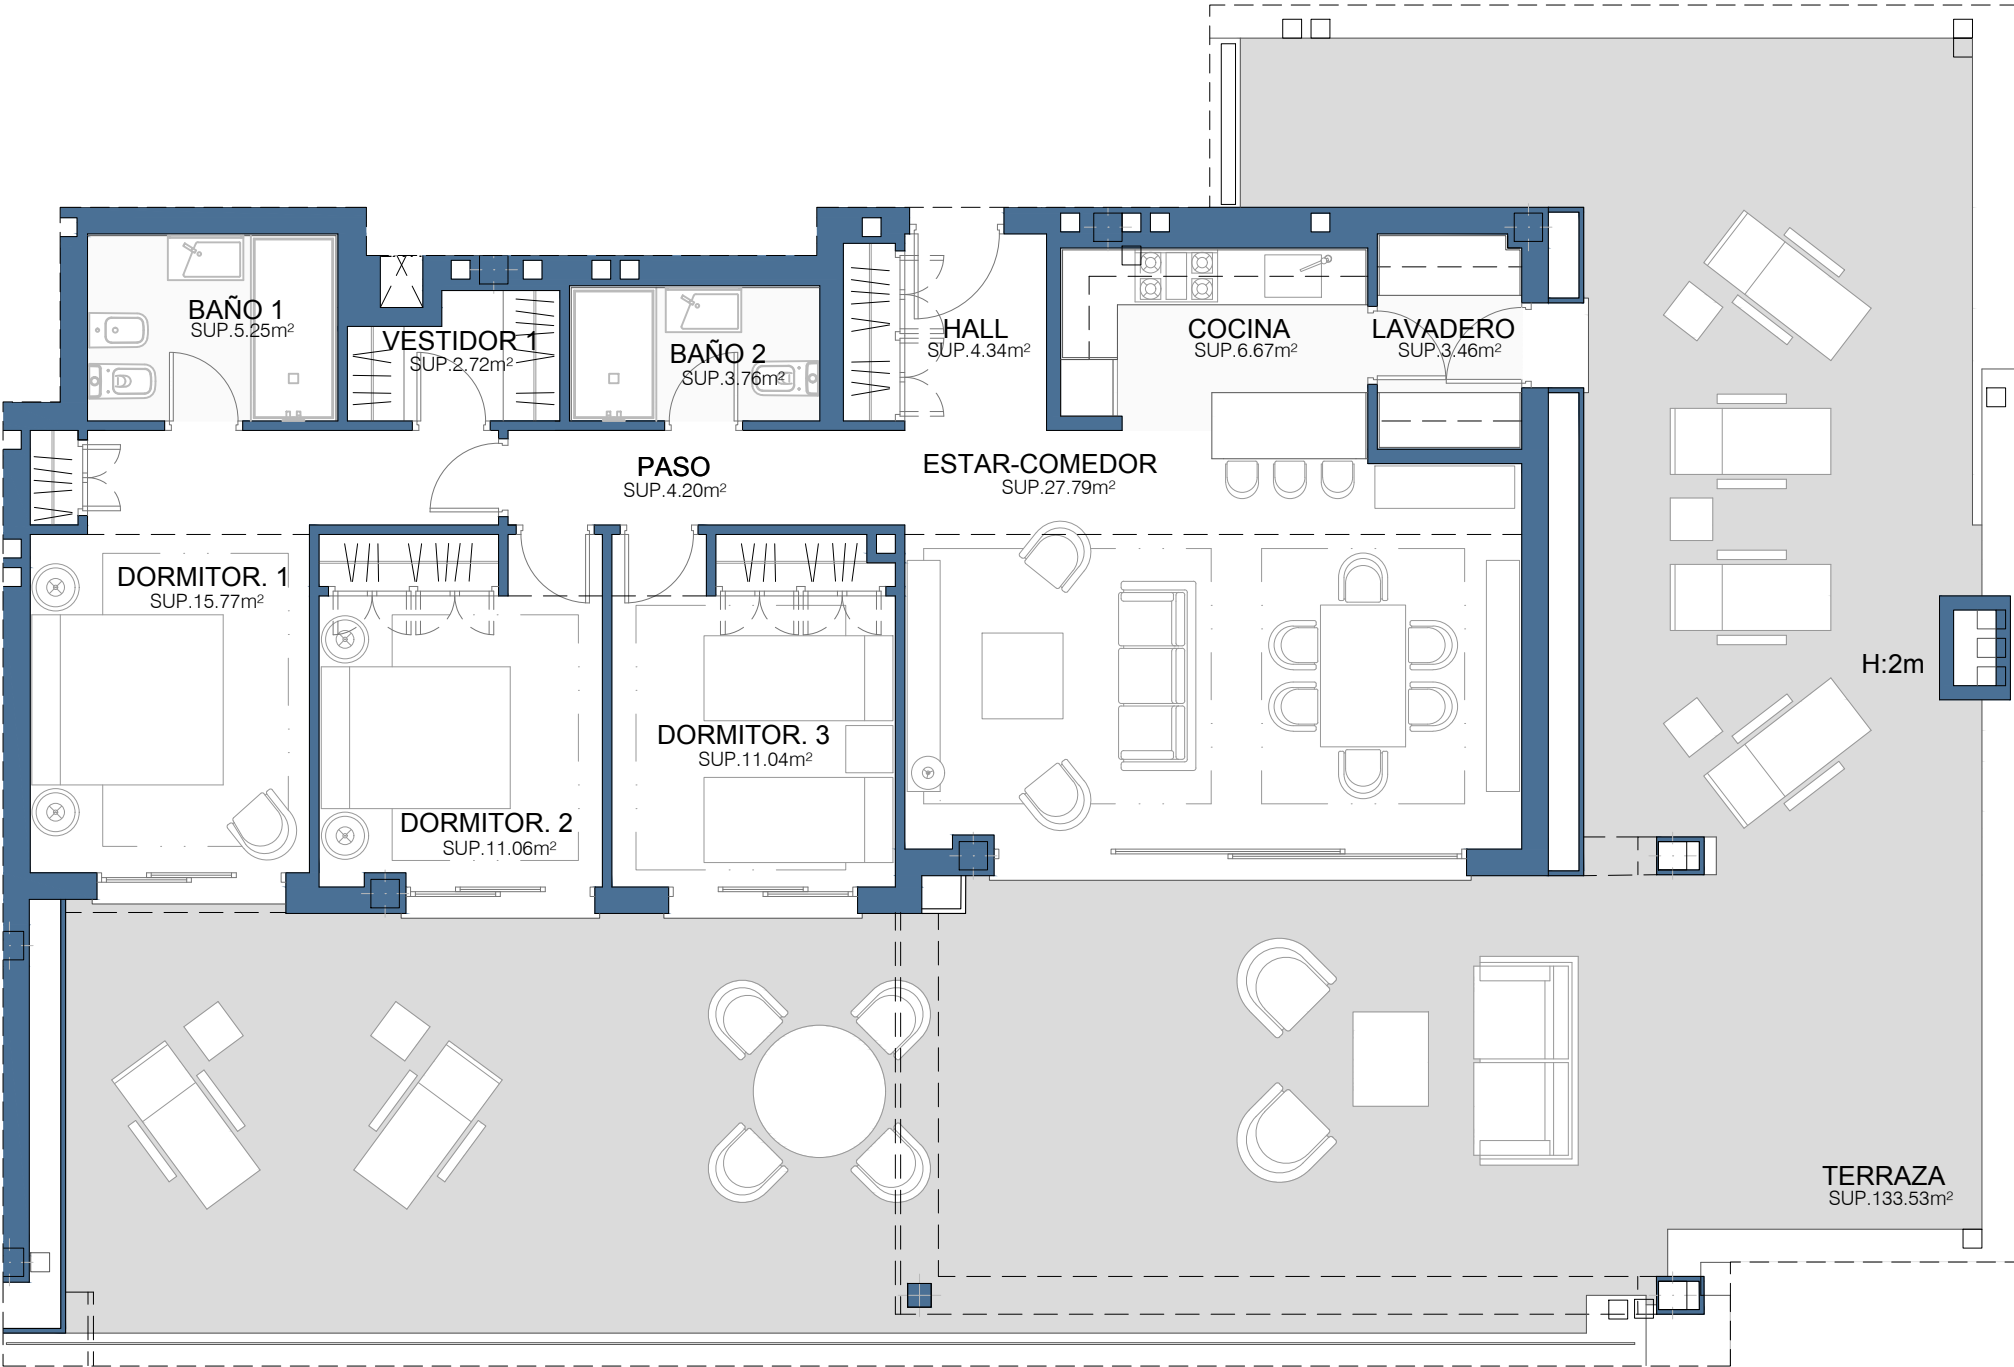 BAÑO 1
SUP.5.25m²
VESTIDOR 1
SUP.2.72m²
BAÑO 2
SUP.3.76m²
HALL
SUP.4.34m²
COCINA
SUP.6.67m²
LAVADERO
SUP.3.46m²
PASO
SUP.4.20m²
ESTAR-COMEDOR
SUP.27.79m²
DORMITOR. 1
SUP.15.77m²
DORMITOR. 2
SUP.11.06m²
DORMITOR. 3
SUP.11.04m²
H:2m
TERRAZA
SUP.133.53m²